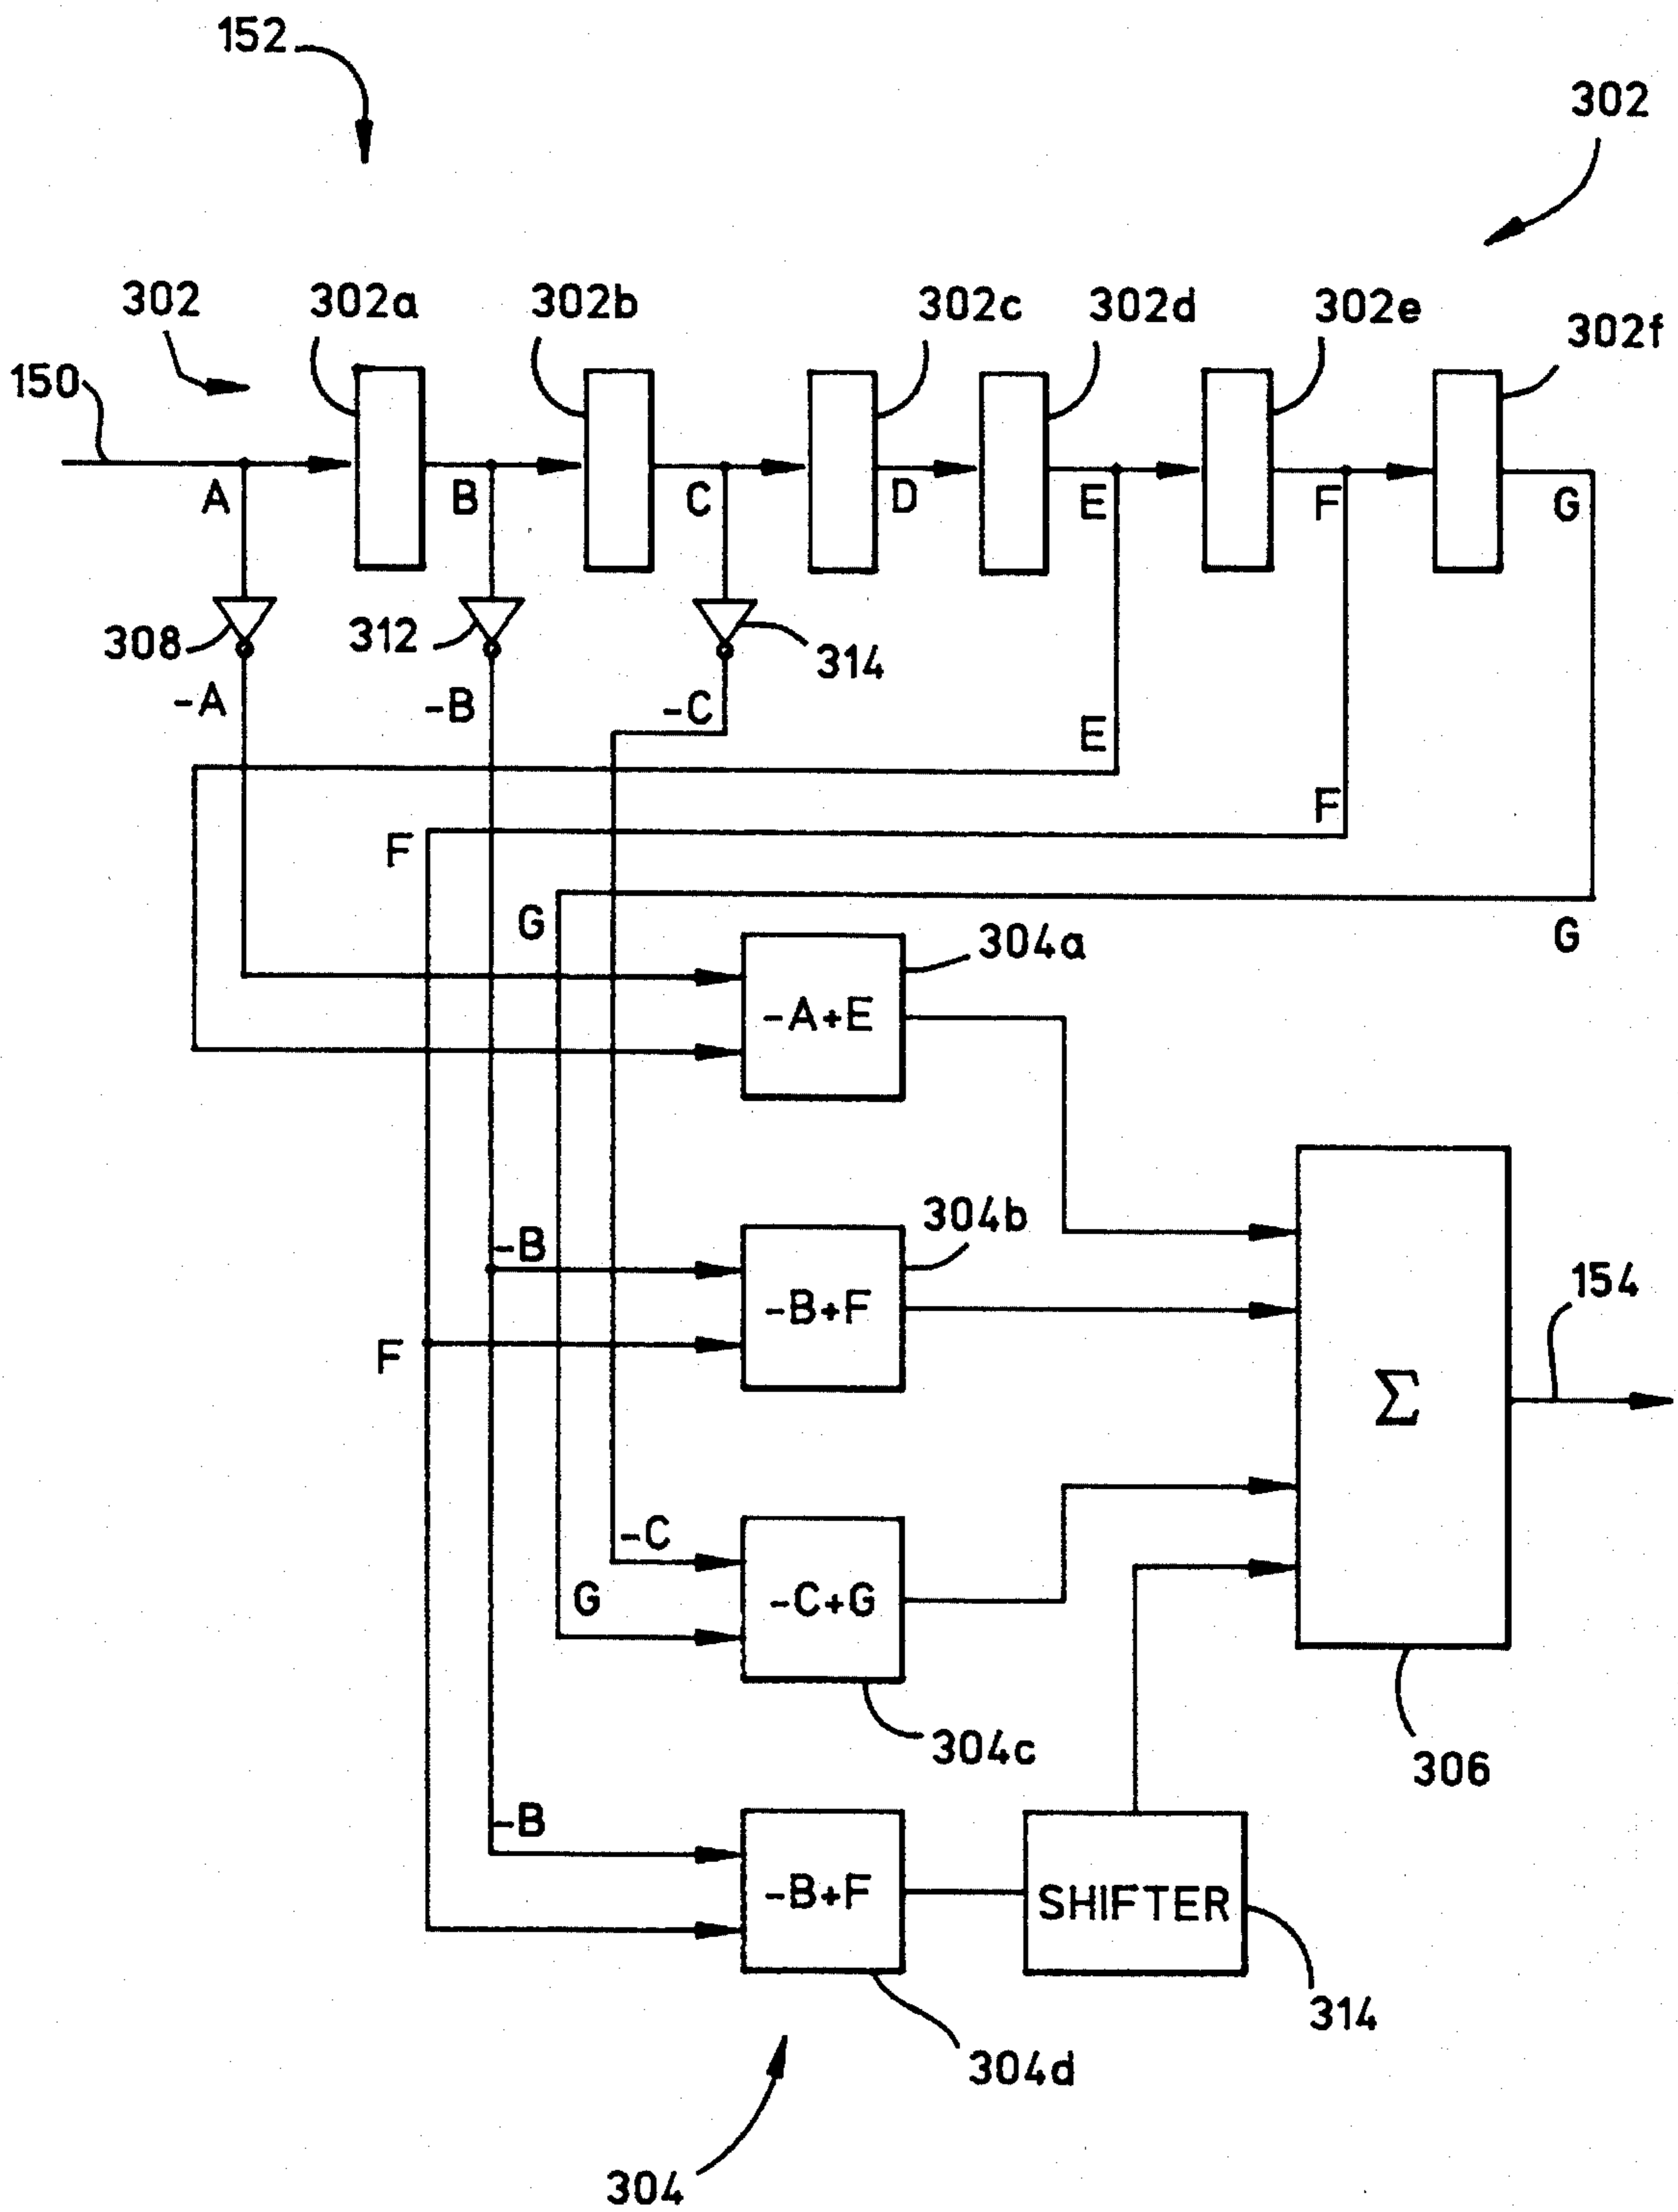 152
302
302
302a
302b
302c
302d
302e
302f
150
A
B
C
D
E
F
G
308
312
314
-A
-B
-C
E
F
F
G
G
304a
-A+E
-B
304b
-B+F
F
154
Σ
-C
-C+G
G
304c
306
-B
-B+F
SHIFTER
314
304d
304